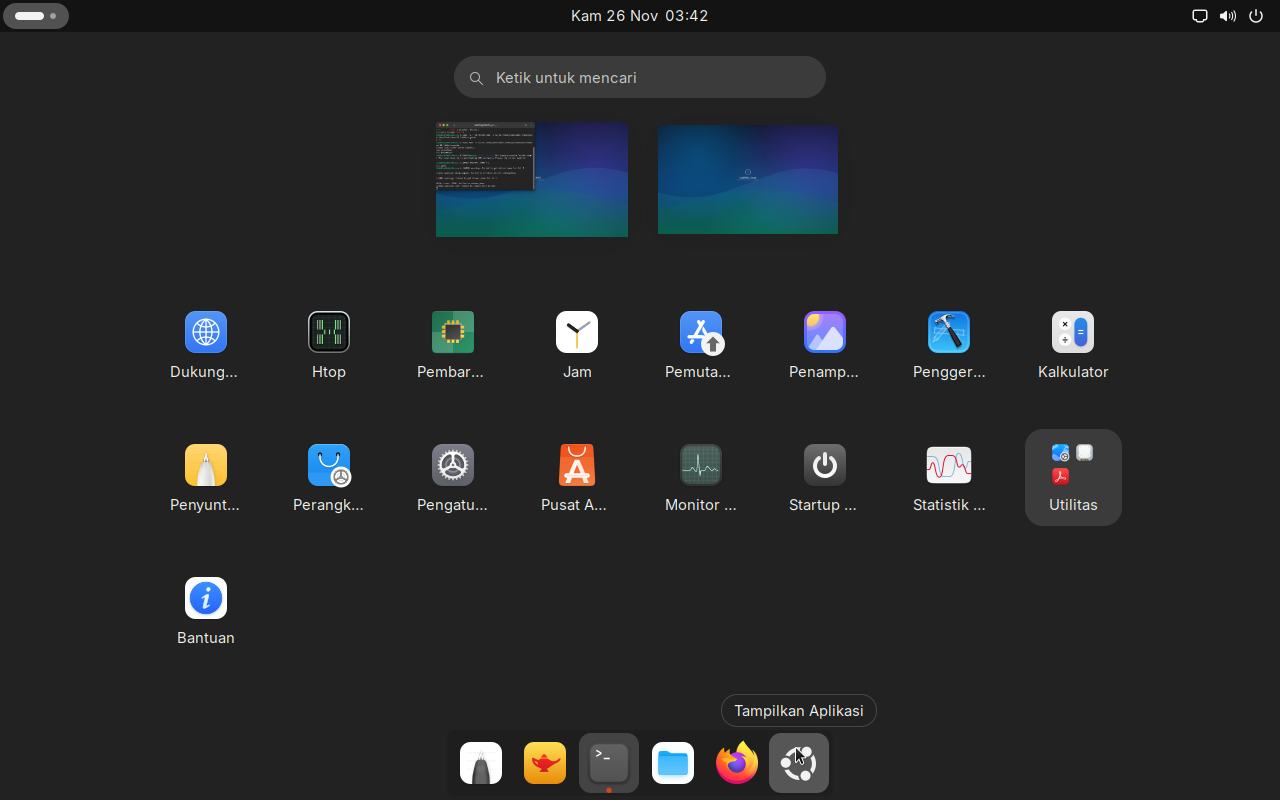 Kam 26 Nov 03:42
Ketik untuk mencari
Dukung...
Htop
Pembar...
Jam
Pemuta...
Penamp...
Pengger...
Kalkulator
Penyunt...
Perangk...
Pengatu...
Pusat A...
Monitor ...
Startup ...
Statistik ...
Utilitas
Bantuan
Tampilkan Aplikasi